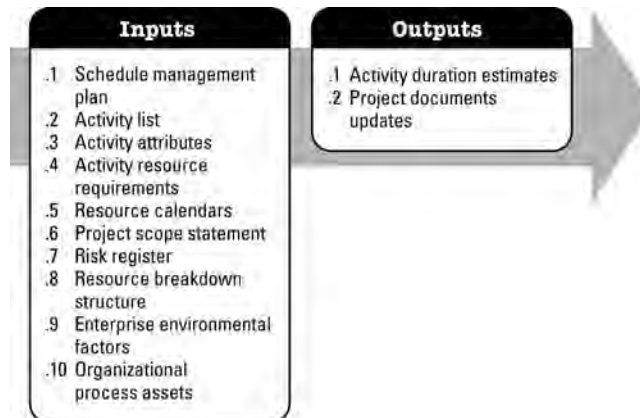 Inputs
.1 Schedule management
plan
.2 Activity list
.3 Activity attributes
.4 Activity resource
requirements
.5 Resource calendars
.6 Project scope statement
.7 Risk register
.8 Resource breakdown
structure
.9 Enterprise environmental
factors
.10 Organizational
process assets
Outputs
.1 Activity duration estimates
.2 Project documents
updates